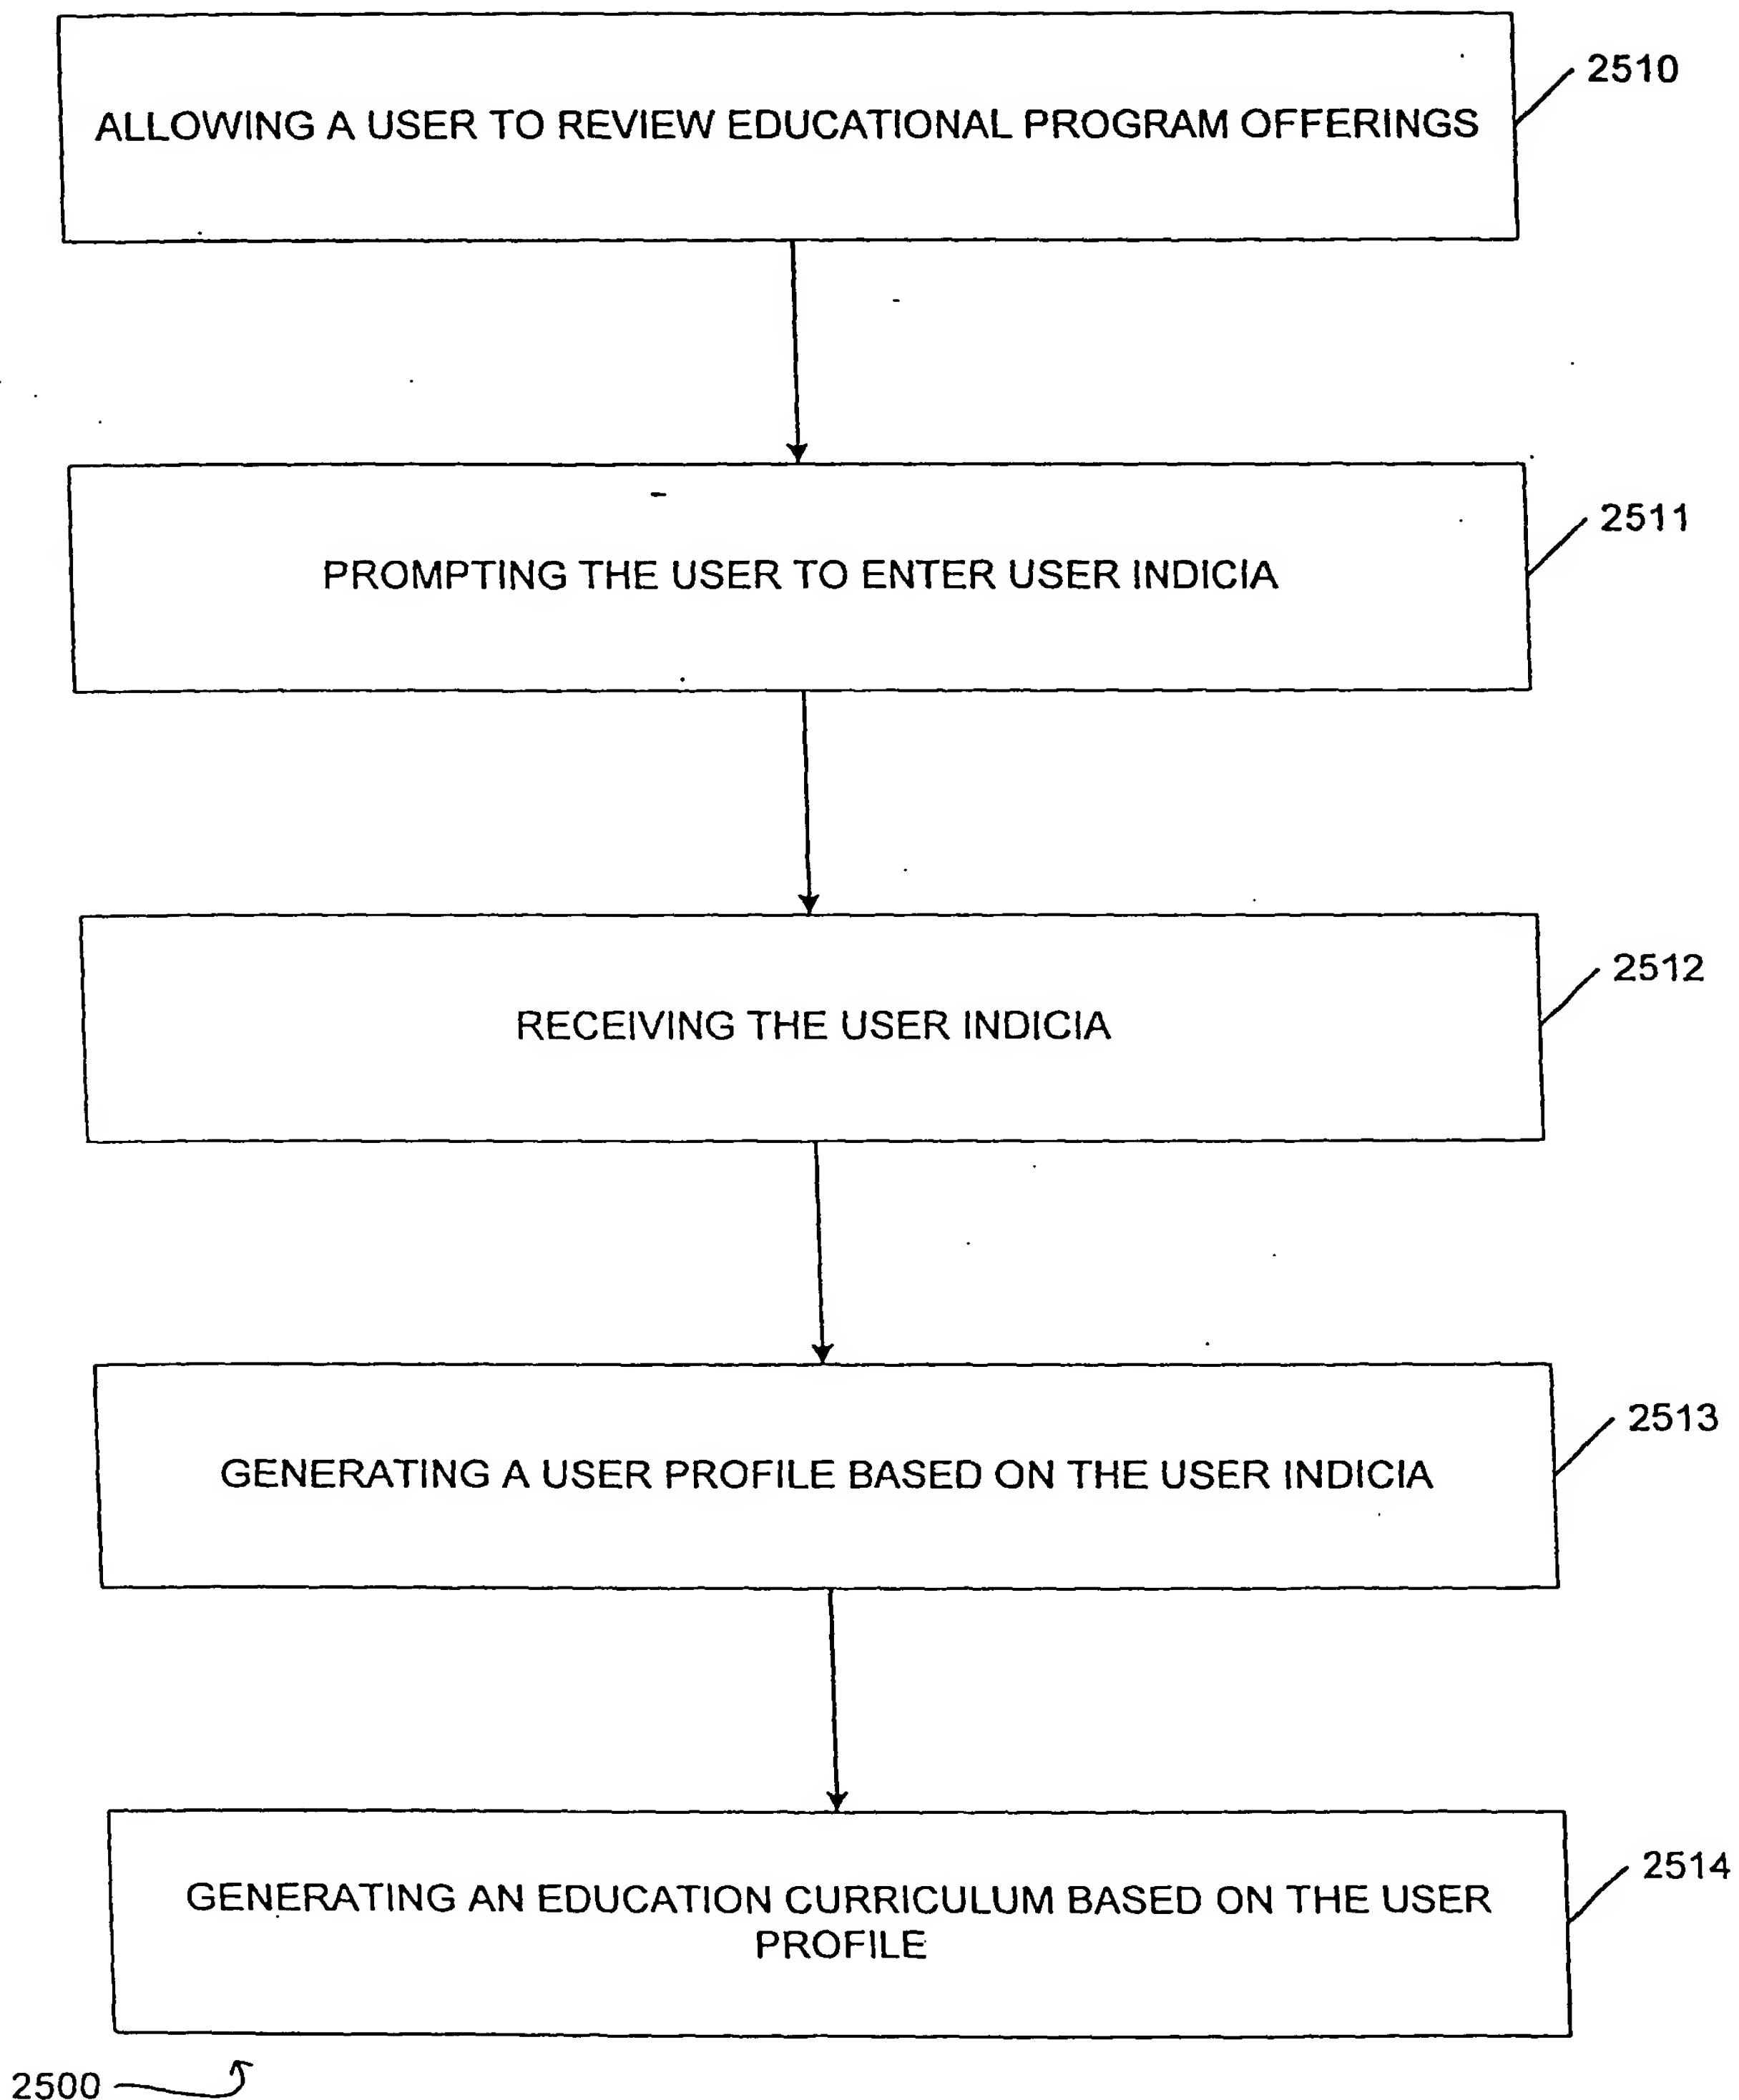 2510
ALLOWING A USER TO REVIEW EDUCATIONAL PROGRAM OFFERINGS
2511
PROMPTING THE USER TO ENTER USER INDICIA
2512
RECEIVING THE USER INDICIA
2513
GENERATING A USER PROFILE BASED ON THE USER INDICIA
2514
GENERATING AN EDUCATION CURRICULUM BASED ON THE USER
PROFILE
2500